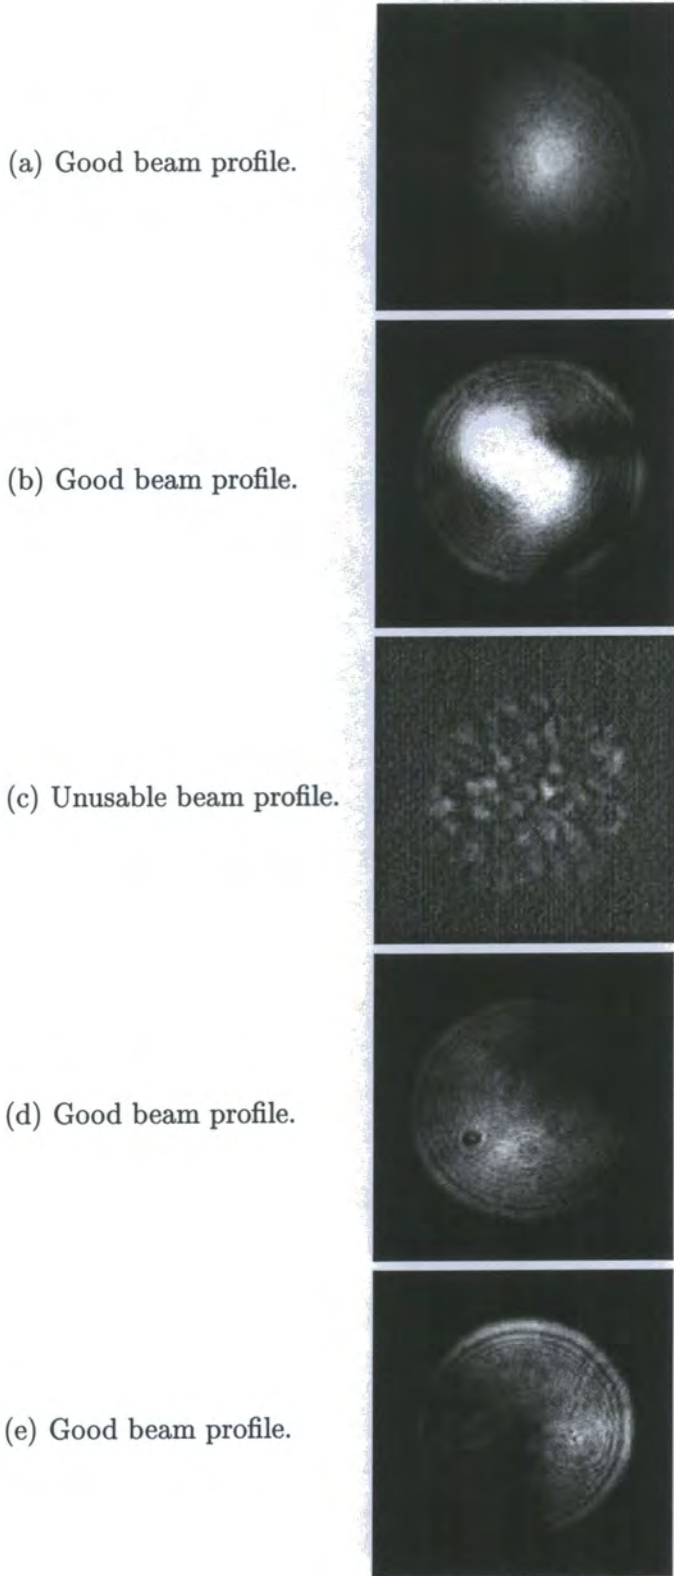 (a) Good beam profile.
(b) Good beam profile.
(c) Unusable beam profile.
(d) Good beam profile.
(e) Good beam profile.